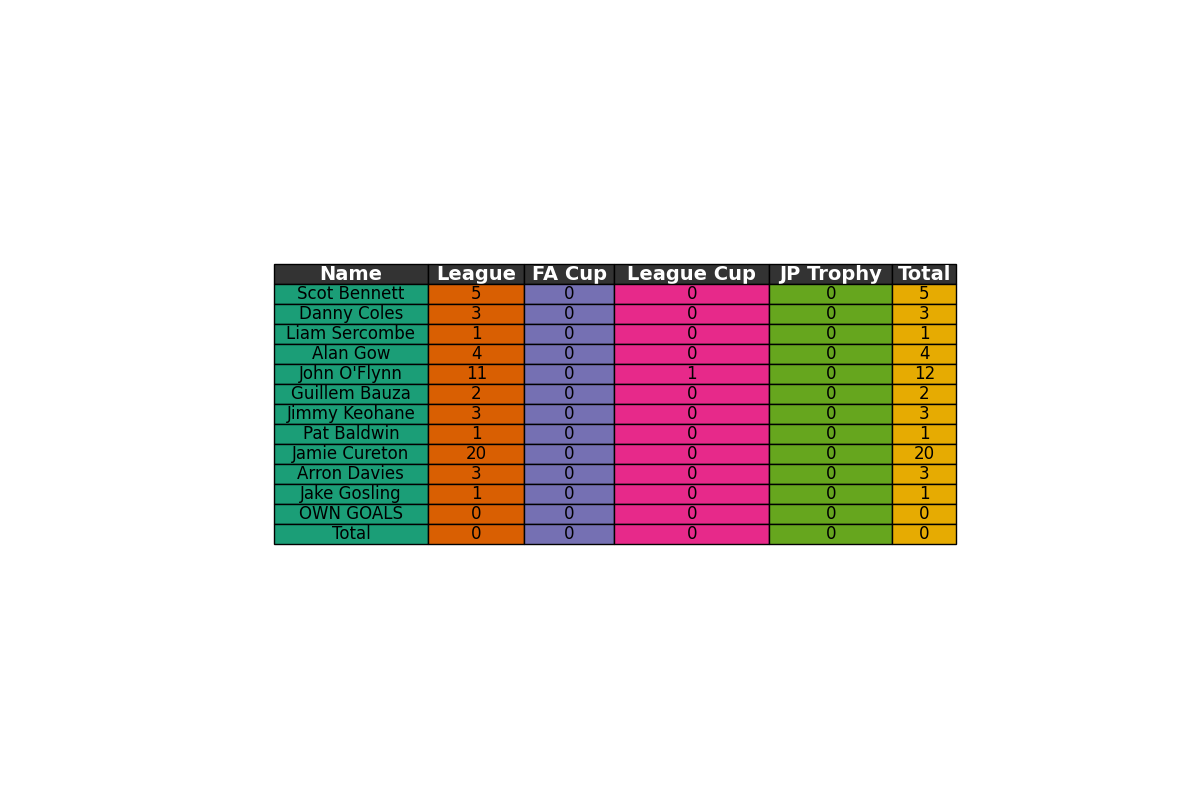 Name League FA Cup League Cup JP Trophy Total
Scot Bennett 5 0 0 0 5
Danny Coles 3 0 0 0 3
Liam Sercombe 1 0 0 0 1
Alan Gow 4 0 0 0 4
John O'Flynn 11 0 1 0 12
Guillem Bauza 2 0 0 0 2
Jimmy Keohane 3 0 0 0 3
Pat Baldwin 1 0 0 0 1
Jamie Cureton 20 0 0 0 20
Arron Davies 3 0 0 0 3
Jake Gosling 1 0 0 0 1
OWN GOALS 0 0 0 0 0
Total 0 0 0 0 0